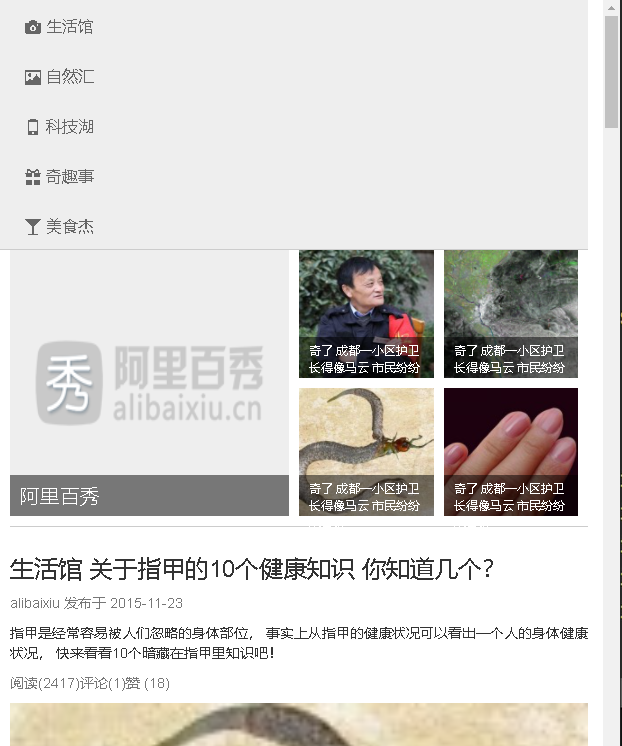 生活馆
自然汇
科技湖
奇趣事
美食杰
秀 阿里百秀
alibaixiu.cn
阿里百秀
奇了 成都一小区护卫
长得像马云 市民纷纷
奇了 成都一小区护卫
长得像马云 市民纷纷
奇了 成都一小区护卫
长得像马云 市民纷纷
奇了 成都一小区护卫
长得像马云 市民纷纷
生活馆 关于指甲的10个健康知识 你知道几个?
alibaixiu 发布于 2015-11-23
指甲是经常容易被人们忽略的身体部位， 事实上从指甲的健康状况可以看出一个人的身体健康
状况， 快来看看10个暗藏在指甲里知识吧!
阅读(2417)评论(1)赞 (18)